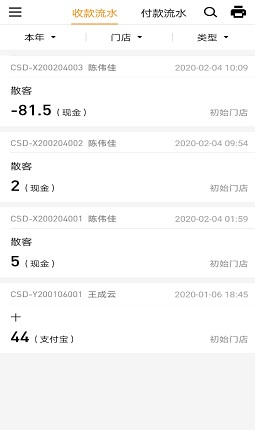 收款流水 付款流水
本年 门店 类型
CSD-X200204003 陈伟佳 2020-02-04 10:09
散客
-81.5（现金） 初始门店
CSD-X200204002 陈伟佳 2020-02-04 09:54
散客
2（现金） 初始门店
CSD-X200204001 陈伟佳 2020-02-04 01:59
散客
5（现金） 初始门店
CSD-Y200106001 王成云 2020-01-06 18:45
十
44（支付宝） 初始门店